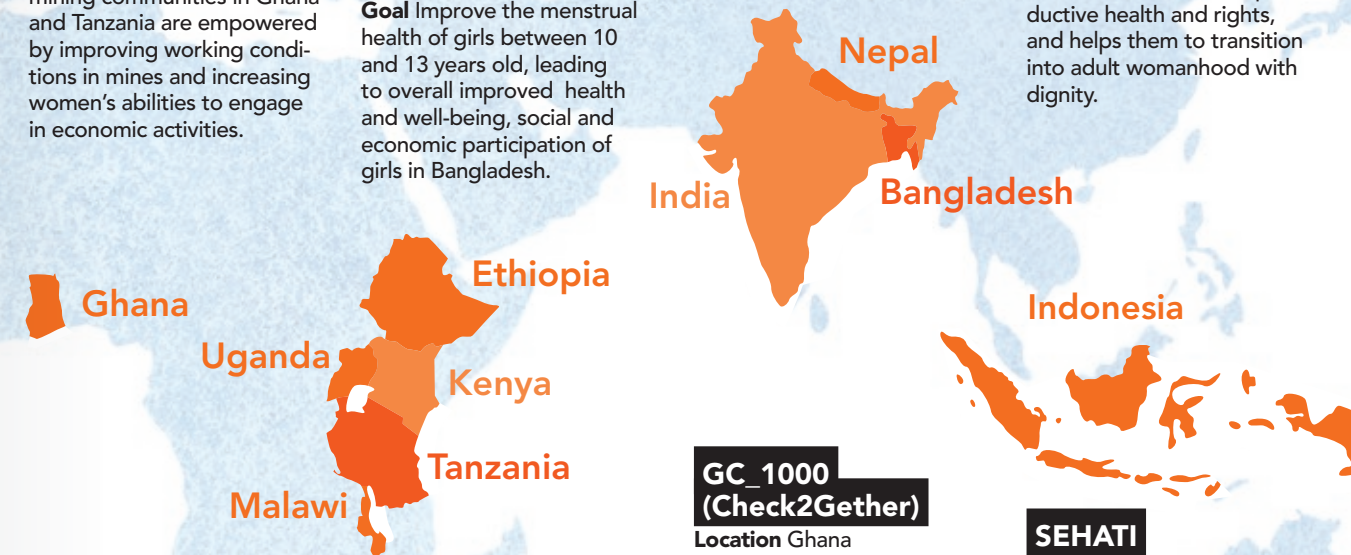 mining communities in Ghana
and Tanzania are empowered
by improving working condi-
tions in mines and increasing
women's abilities to engage
in economic activities.
Goal Improve the menstrual
health of girls between 10
and 13 years old, leading
to overall improved health
and well-being, social and
economic participation of
girls in Bangladesh.
ductive health and rights,
and helps them to transition
into adult womanhood with
dignity.
Nepal
India
Bangladesh
Ethiopia
Ghana
Indonesia
Uganda
Kenya
Tanzania
Malawi
GC_1000
(Check2Gether)
Location Ghana
SEHATI